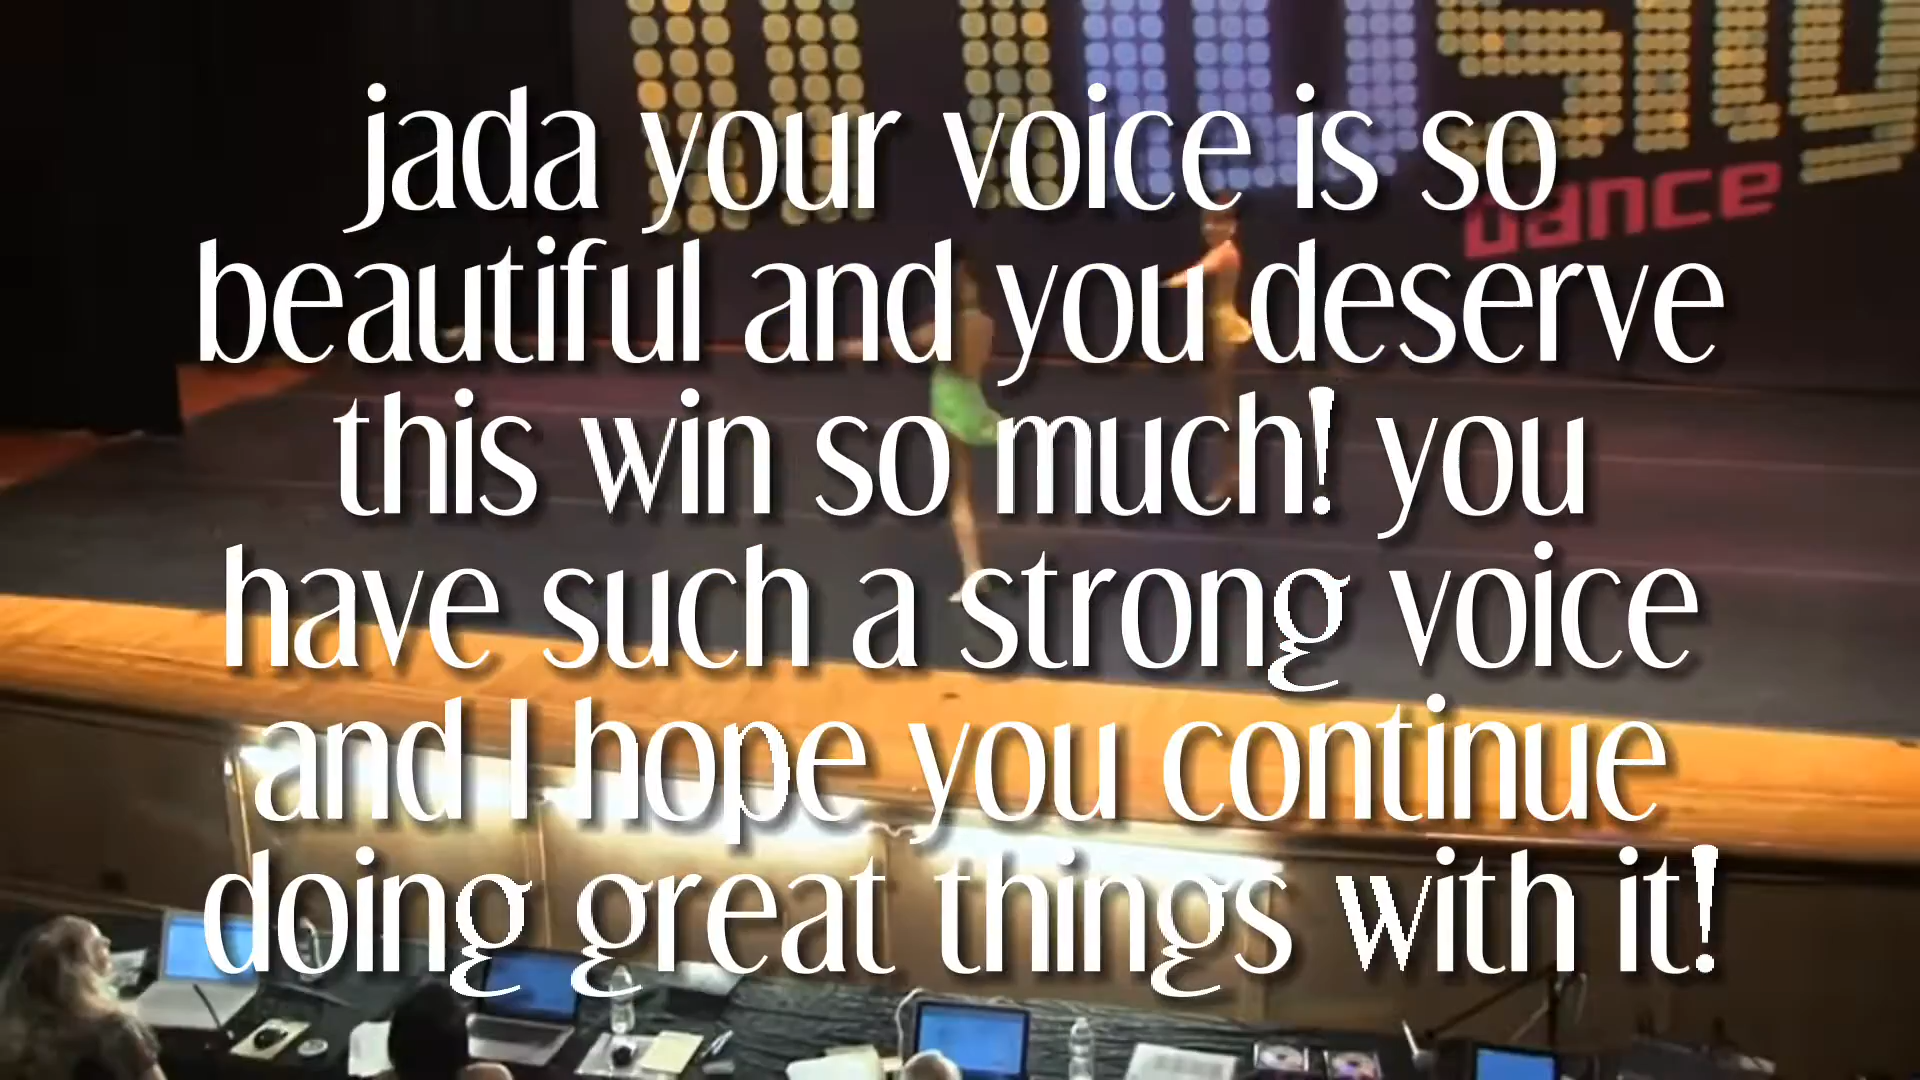 jada your voice is so
beautiful and you deserve
this win so much! you
have such a strong voice
and I hope you continue
doing great things with it!
Dance